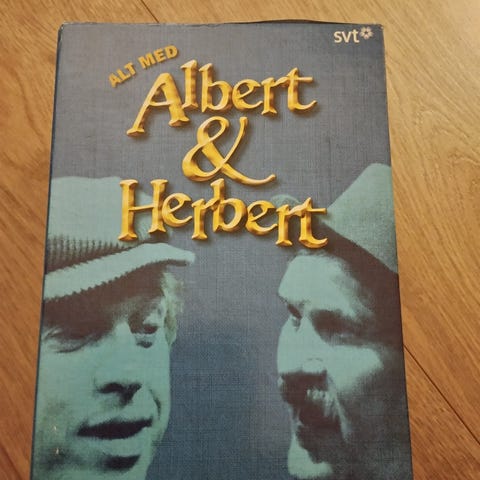 svt
ALT MED
Albert
&
Herbert